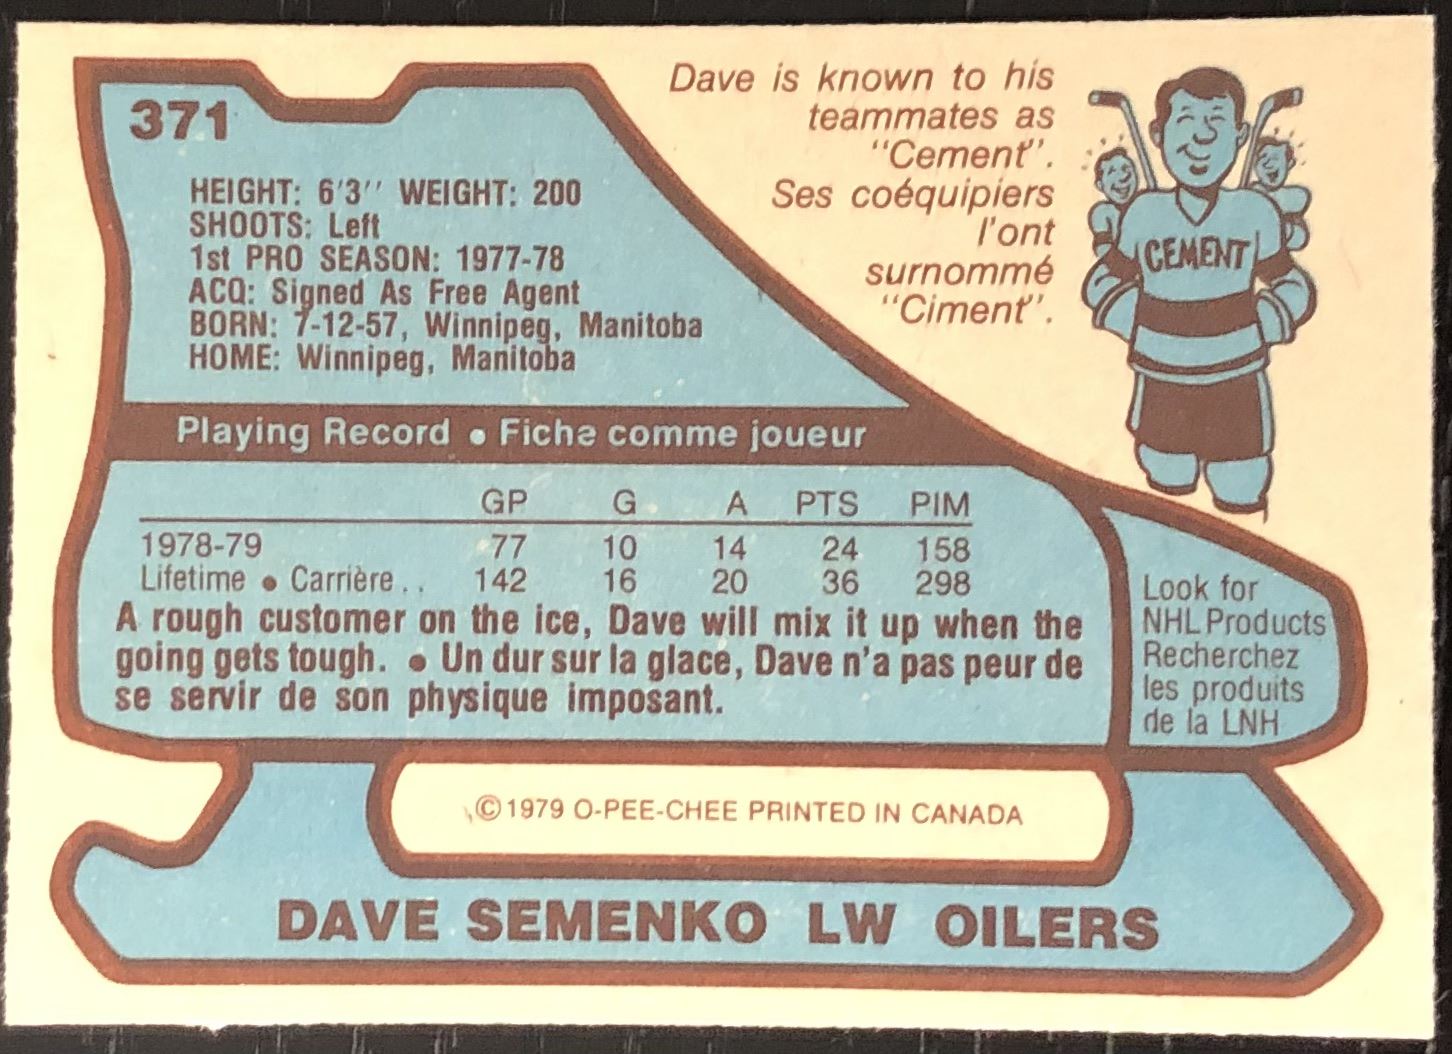 371
Dave is known to his
teammates as
"Cement".
Ses coéquipiers
l'ont
surnommé
"Ciment".
CEMENT
HEIGHT: 6'3'' WEIGHT: 200
SHOOTS: Left
1st PRO SEASON: 1977-78
ACQ: Signed As Free Agent
BORN: 7-12-57, Winnipeg, Manitoba
HOME: Winnipeg, Manitoba
Playing Record • Fiche comme joueur
GP G A PTS PIM
1978-79 77 10 14 24 158
Lifetime • Carrière.. 142 16 20 36 298
A rough customer on the ice, Dave will mix it up when the
going gets tough. • Un dur sur la glace, Dave n'a pas peur de
se servir de son physique imposant.
Look for
NHL Products
Recherchez
les produits
de la LNH
© 1979 O-PEE-CHEE PRINTED IN CANADA
DAVE SEMENKO LW OILERS